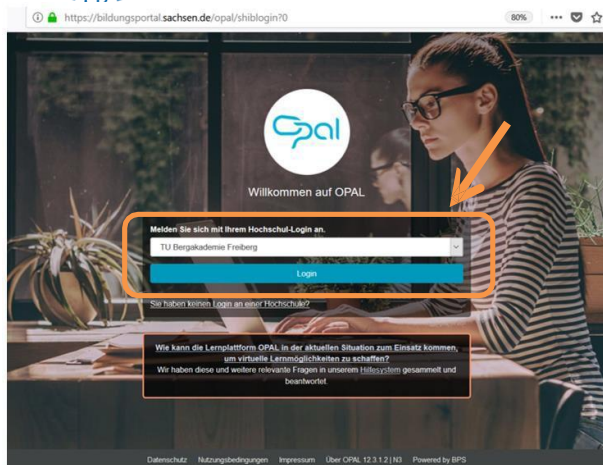 https://bildungsportal.sachsen.de/opal/shiblogin?0
80%
Opal
Willkommen auf OPAL
Melden Sie sich mit Ihrem Hochschul-Login an.
TU Bergakademie Freiberg
Login
Sie haben keinen Login an einer Hochschule?
Wie kann die Lernplattform OPAL in der aktuellen Situation zum Einsatz kommen,
um virtuelle Lernmöglichkeiten zu schaffen?
Wir haben diese und weitere relevante Fragen in unserem Hilfesystem gesammelt und
beantwortet.
Datenschutz Nutzungsbedingungen Impressum Über OPAL 12.3.1.2 | N3 Powered by BPS